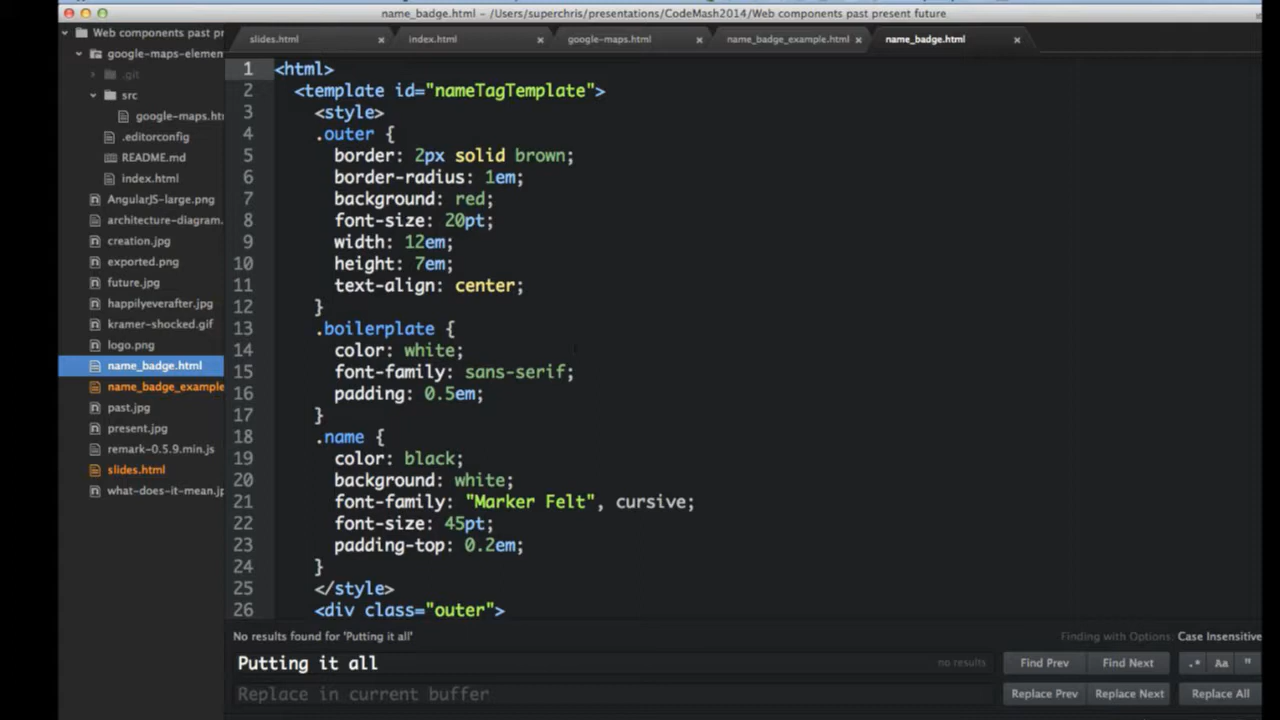 name_badge.html - /Users/superchris/presentations/CodeMash2014/Web components past present future
Web components past pr
slides.html
index.html
google-maps.html
name_badge_example.html
name_badge.html
google-maps-elemen
.git
src
google-maps.htm
.editorconfig
README.md
index.html
AngularJS-large.png
architecture-diagram.
creation.jpg
exported.png
future.jpg
happilyeverafter.jpg
kramer-shocked.gif
logo.png
name_badge.html
name_badge_example
past.jpg
present.jpg
remark-0.5.9.min.js
slides.html
what-does-it-mean.jp
1 <html>
2 <template id="nameTagTemplate">
3 <style>
4 .outer {
5 border: 2px solid brown;
6 border-radius: 1em;
7 background: red;
8 font-size: 20pt;
9 width: 12em;
10 height: 7em;
11 text-align: center;
12 }
13 .boilerplate {
14 color: white;
15 font-family: sans-serif;
16 padding: 0.5em;
17 }
18 .name {
19 color: black;
20 background: white;
21 font-family: "Marker Felt", cursive;
22 font-size: 45pt;
23 padding-top: 0.2em;
24 }
25 </style>
26 <div class="outer">
No results found for 'Putting it all'
Finding with Options: Case Insensitive
Putting it all
no results
Find Prev
Find Next
.*
Aa
"
Replace in current buffer
Replace Prev
Replace Next
Replace All